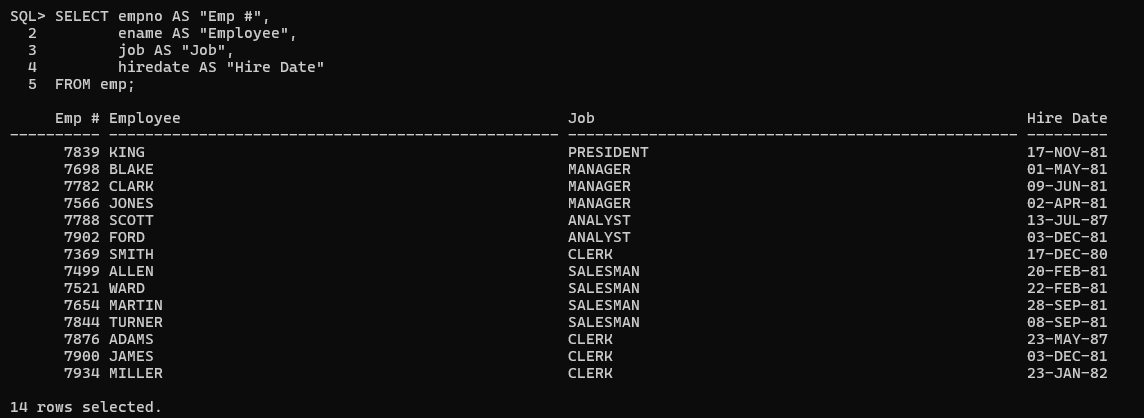 SQL> SELECT empno AS "Emp #",
  2         ename AS "Employee",
  3         job AS "Job",
  4         hiredate AS "Hire Date"
  5  FROM emp;

     Emp # Employee                                           Job                                                Hire Date
---------- -------------------------------------------------- -------------------------------------------------- ---------
      7839 KING                                               PRESIDENT                                          17-NOV-81
      7698 BLAKE                                              MANAGER                                            01-MAY-81
      7782 CLARK                                              MANAGER                                            09-JUN-81
      7566 JONES                                              MANAGER                                            02-APR-81
      7788 SCOTT                                              ANALYST                                            13-JUL-87
      7902 FORD                                               ANALYST                                            03-DEC-81
      7369 SMITH                                              CLERK                                              17-DEC-80
      7499 ALLEN                                              SALESMAN                                           20-FEB-81
      7521 WARD                                               SALESMAN                                           22-FEB-81
      7654 MARTIN                                             SALESMAN                                           28-SEP-81
      7844 TURNER                                             SALESMAN                                           08-SEP-81
      7876 ADAMS                                              CLERK                                              23-MAY-87
      7900 JAMES                                              CLERK                                              03-DEC-81
      7934 MILLER                                             CLERK                                              23-JAN-82

14 rows selected.